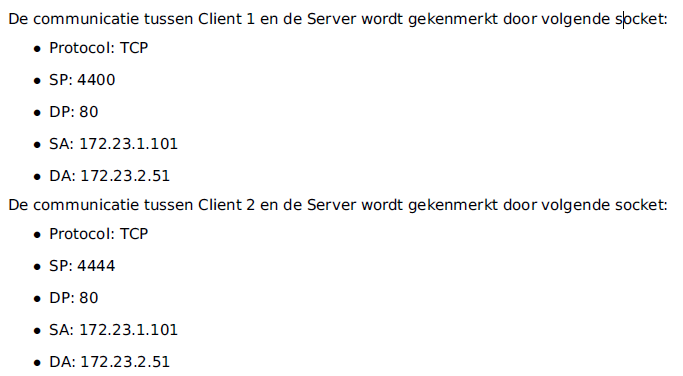 De communicatie tussen Client 1 en de Server wordt gekenmerkt door volgende socket:
• Protocol: TCP
• SP: 4400
• DP: 80
• SA: 172.23.1.101
• DA: 172.23.2.51
De communicatie tussen Client 2 en de Server wordt gekenmerkt door volgende socket:
• Protocol: TCP
• SP: 4444
• DP: 80
• SA: 172.23.1.101
• DA: 172.23.2.51